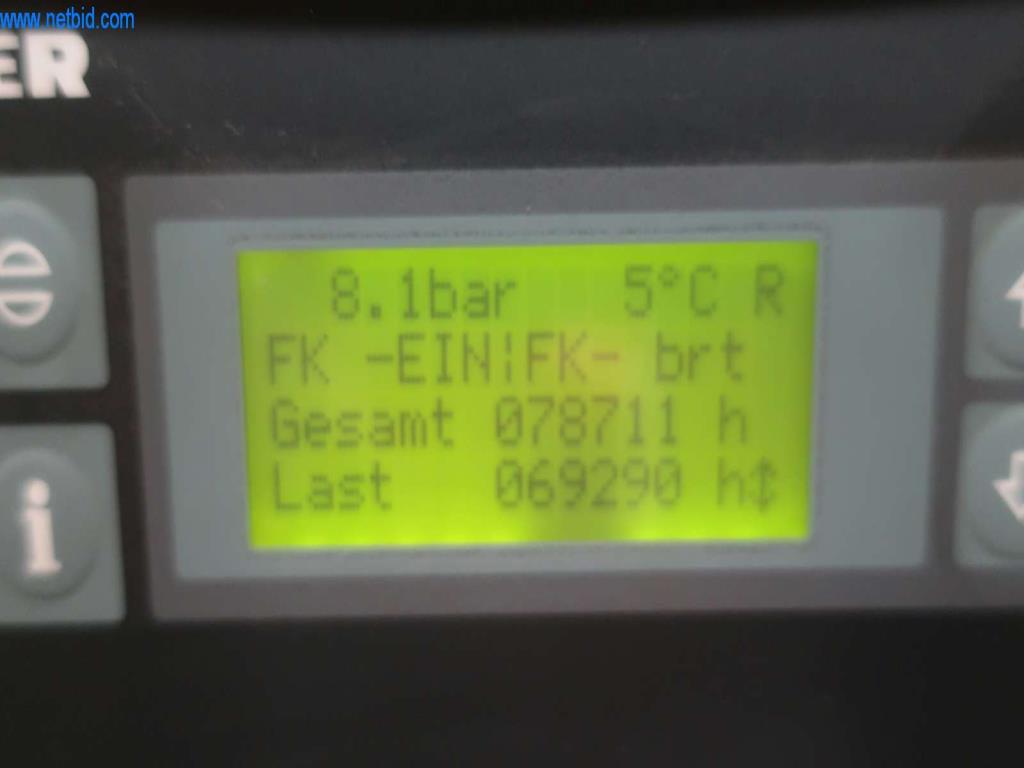 www.netbid.com
ER
8.1bar 5°C R
FK -EIN¦FK- brt
Gesamt 078711 h
Last 069290 h↕
i